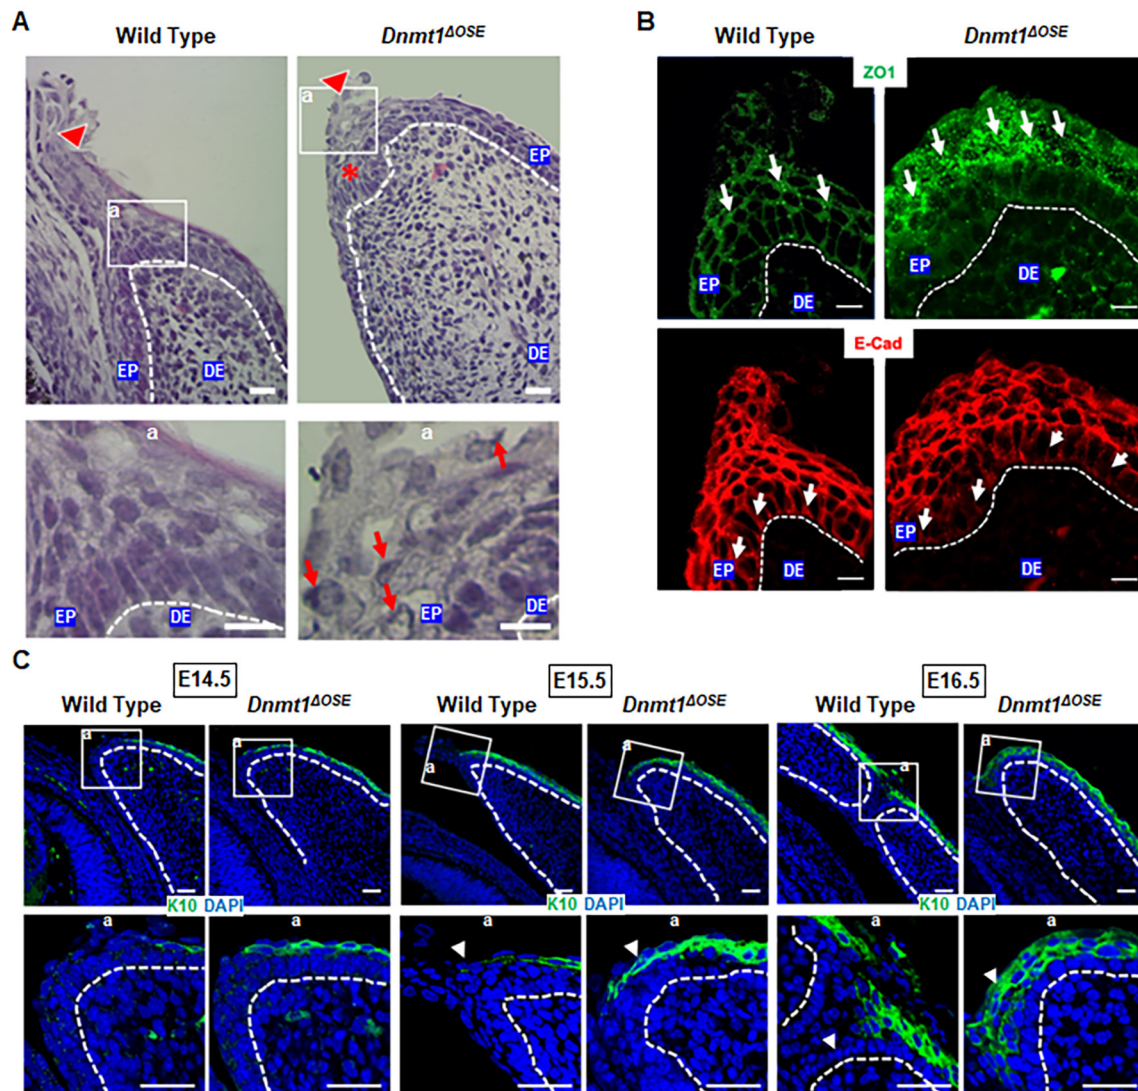 A
Wild Type
Dnmt1ΔOSE
a
EP
DE
a
EP
*
DE
a
EP
DE
a
EP
DE
B
Wild Type
Dnmt1ΔOSE
ZO1
EP
DE
EP
DE
E-Cad
EP
DE
EP
DE
C
E14.5
Wild Type
Dnmt1ΔOSE
E15.5
Wild Type
Dnmt1ΔOSE
E16.5
Wild Type
Dnmt1ΔOSE
a
a
a
a
a
a
K10 DAPI
K10 DAPI
K10 DAPI
a
a
a
a
a
a